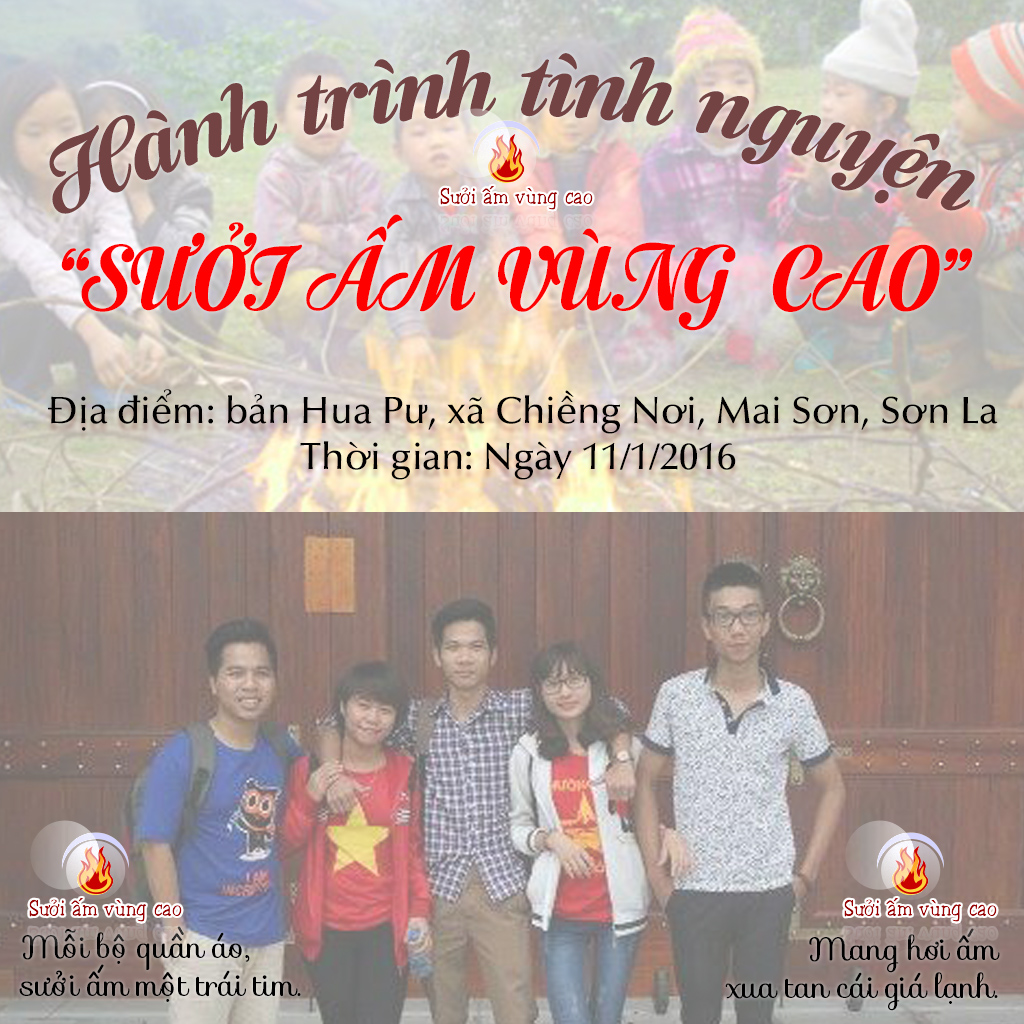 Hành trình tình nguyện
Sưởi ấm vùng cao
“SƯỞI ẤM VÙNG CAO”
Địa điểm: bản Hua Pư, xã Chiềng Nơi, Mai Sơn, Sơn La
Thời gian: Ngày 11/1/2016
Sưởi ấm vùng cao
Mỗi bộ quần áo,
sưởi ấm một trái tim.
Sưởi ấm vùng cao
Mang hơi ấm
xua tan cái giá lạnh.